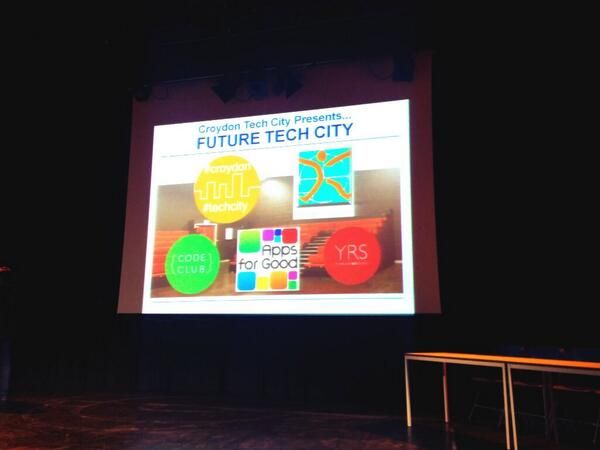 Croydon Tech City Presents...
FUTURE TECH CITY
#croydon
#techcity
{CODE
CLUB}
Apps
for Good
YRS